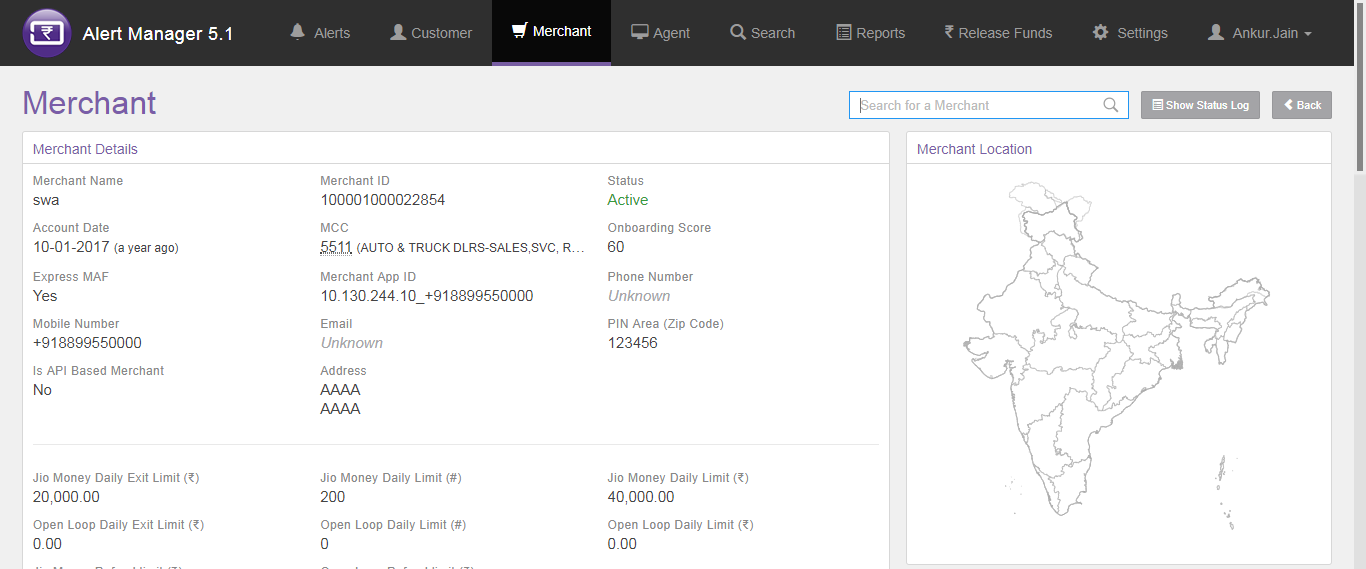 Alert Manager 5.1
Alerts
Customer
Merchant
Agent
Search
Reports
₹ Release Funds
Settings
Ankur.Jain
Merchant
Search for a Merchant
Show Status Log
Back
Merchant Details
Merchant Location
Merchant Name
Merchant ID
Status
swa
100001000022854
Active
Account Date
MCC
Onboarding Score
10-01-2017 (a year ago)
5511 (AUTO & TRUCK DLRS-SALES,SVC, R...
60
Express MAF
Merchant App ID
Phone Number
Yes
10.130.244.10_+918899550000
Unknown
Mobile Number
Email
PIN Area (Zip Code)
+918899550000
Unknown
123456
Is API Based Merchant
Address
No
AAAA
AAAA
Jio Money Daily Exit Limit (₹)
Jio Money Daily Limit (#)
Jio Money Daily Limit (₹)
20,000.00
200
40,000.00
Open Loop Daily Exit Limit (₹)
Open Loop Daily Limit (#)
Open Loop Daily Limit (₹)
0.00
0
0.00